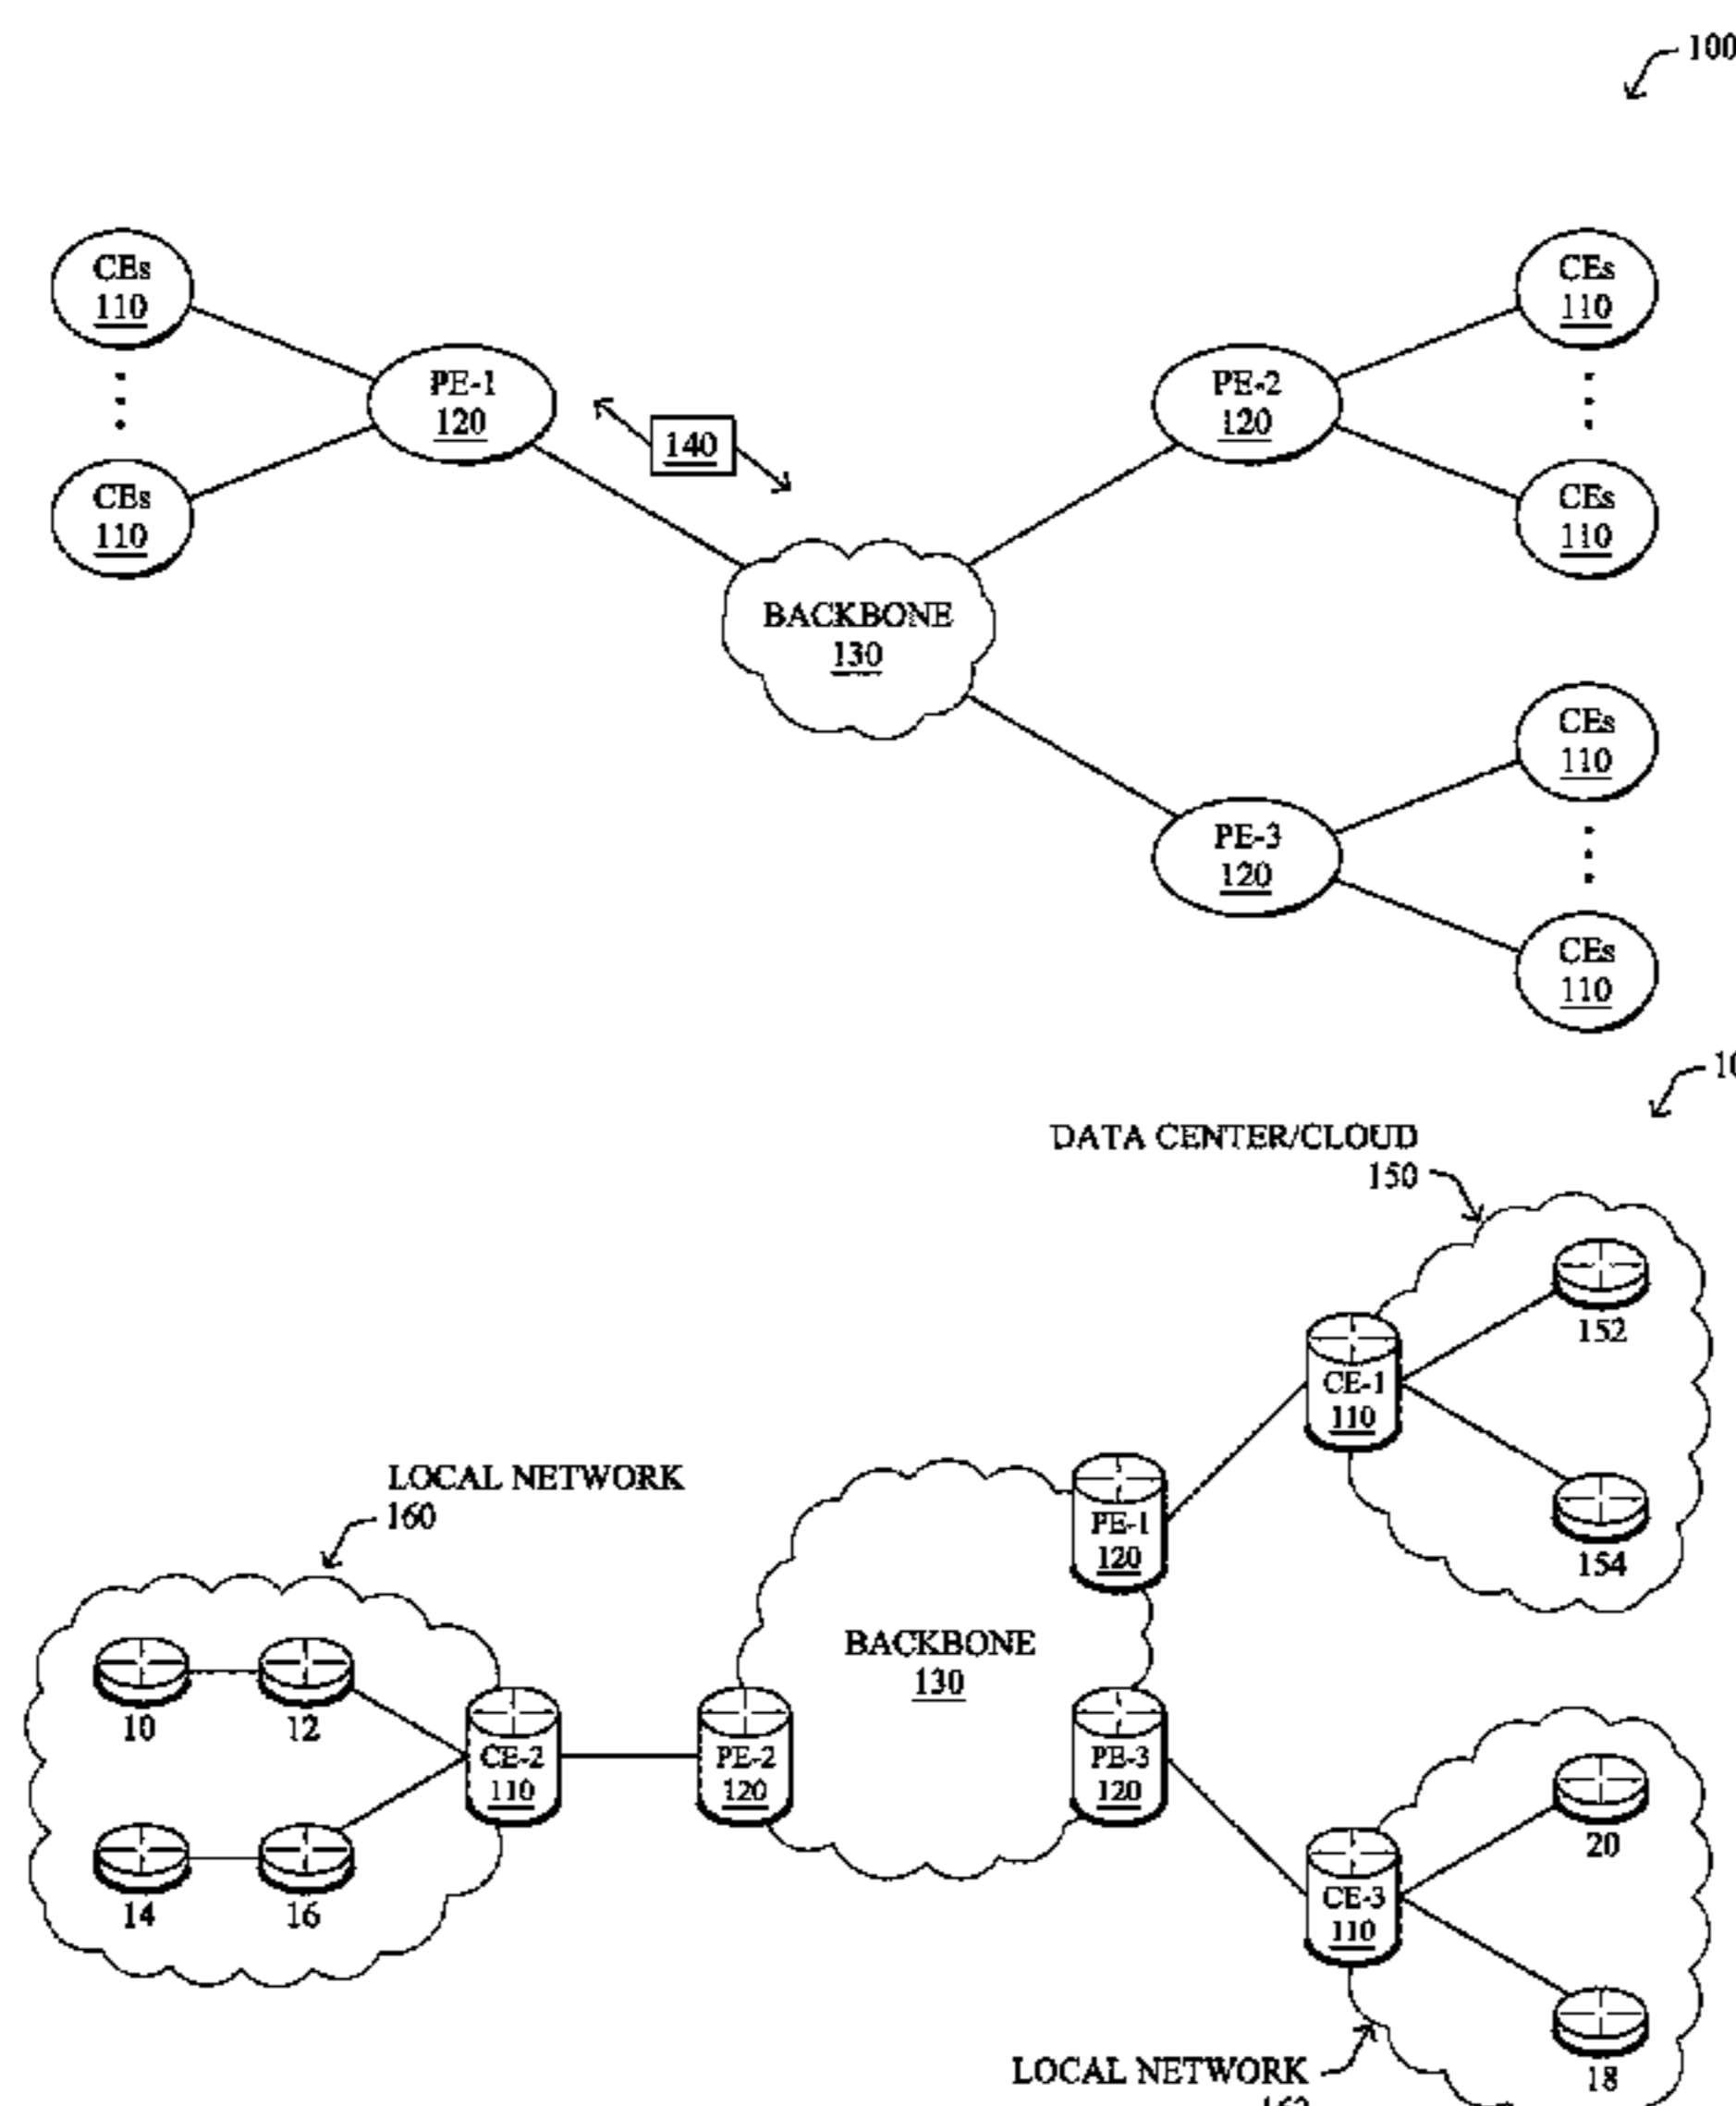 100
CEs
110
CEs
110
PE-1
120
140
PE-2
120
CEs
110
CEs
110
BACKBONE
130
PE-3
120
CEs
110
CEs
110
DATA CENTER/CLOUD
150
152
CE-1
110
154
LOCAL NETWORK
160
PE-1
120
BACKBONE
130
10
12
CE-2
110
PE-2
120
PE-3
120
14
16
20
CE-3
110
18
LOCAL NETWORK